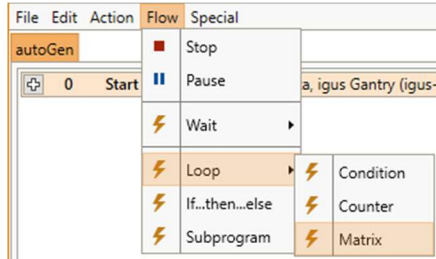 File Edit Action Flow Special
autoGen
Stop
0 Start
Pause
a, igus Gantry (igus-
Wait
Loop
Condition
If...then...else
Counter
Subprogram
Matrix